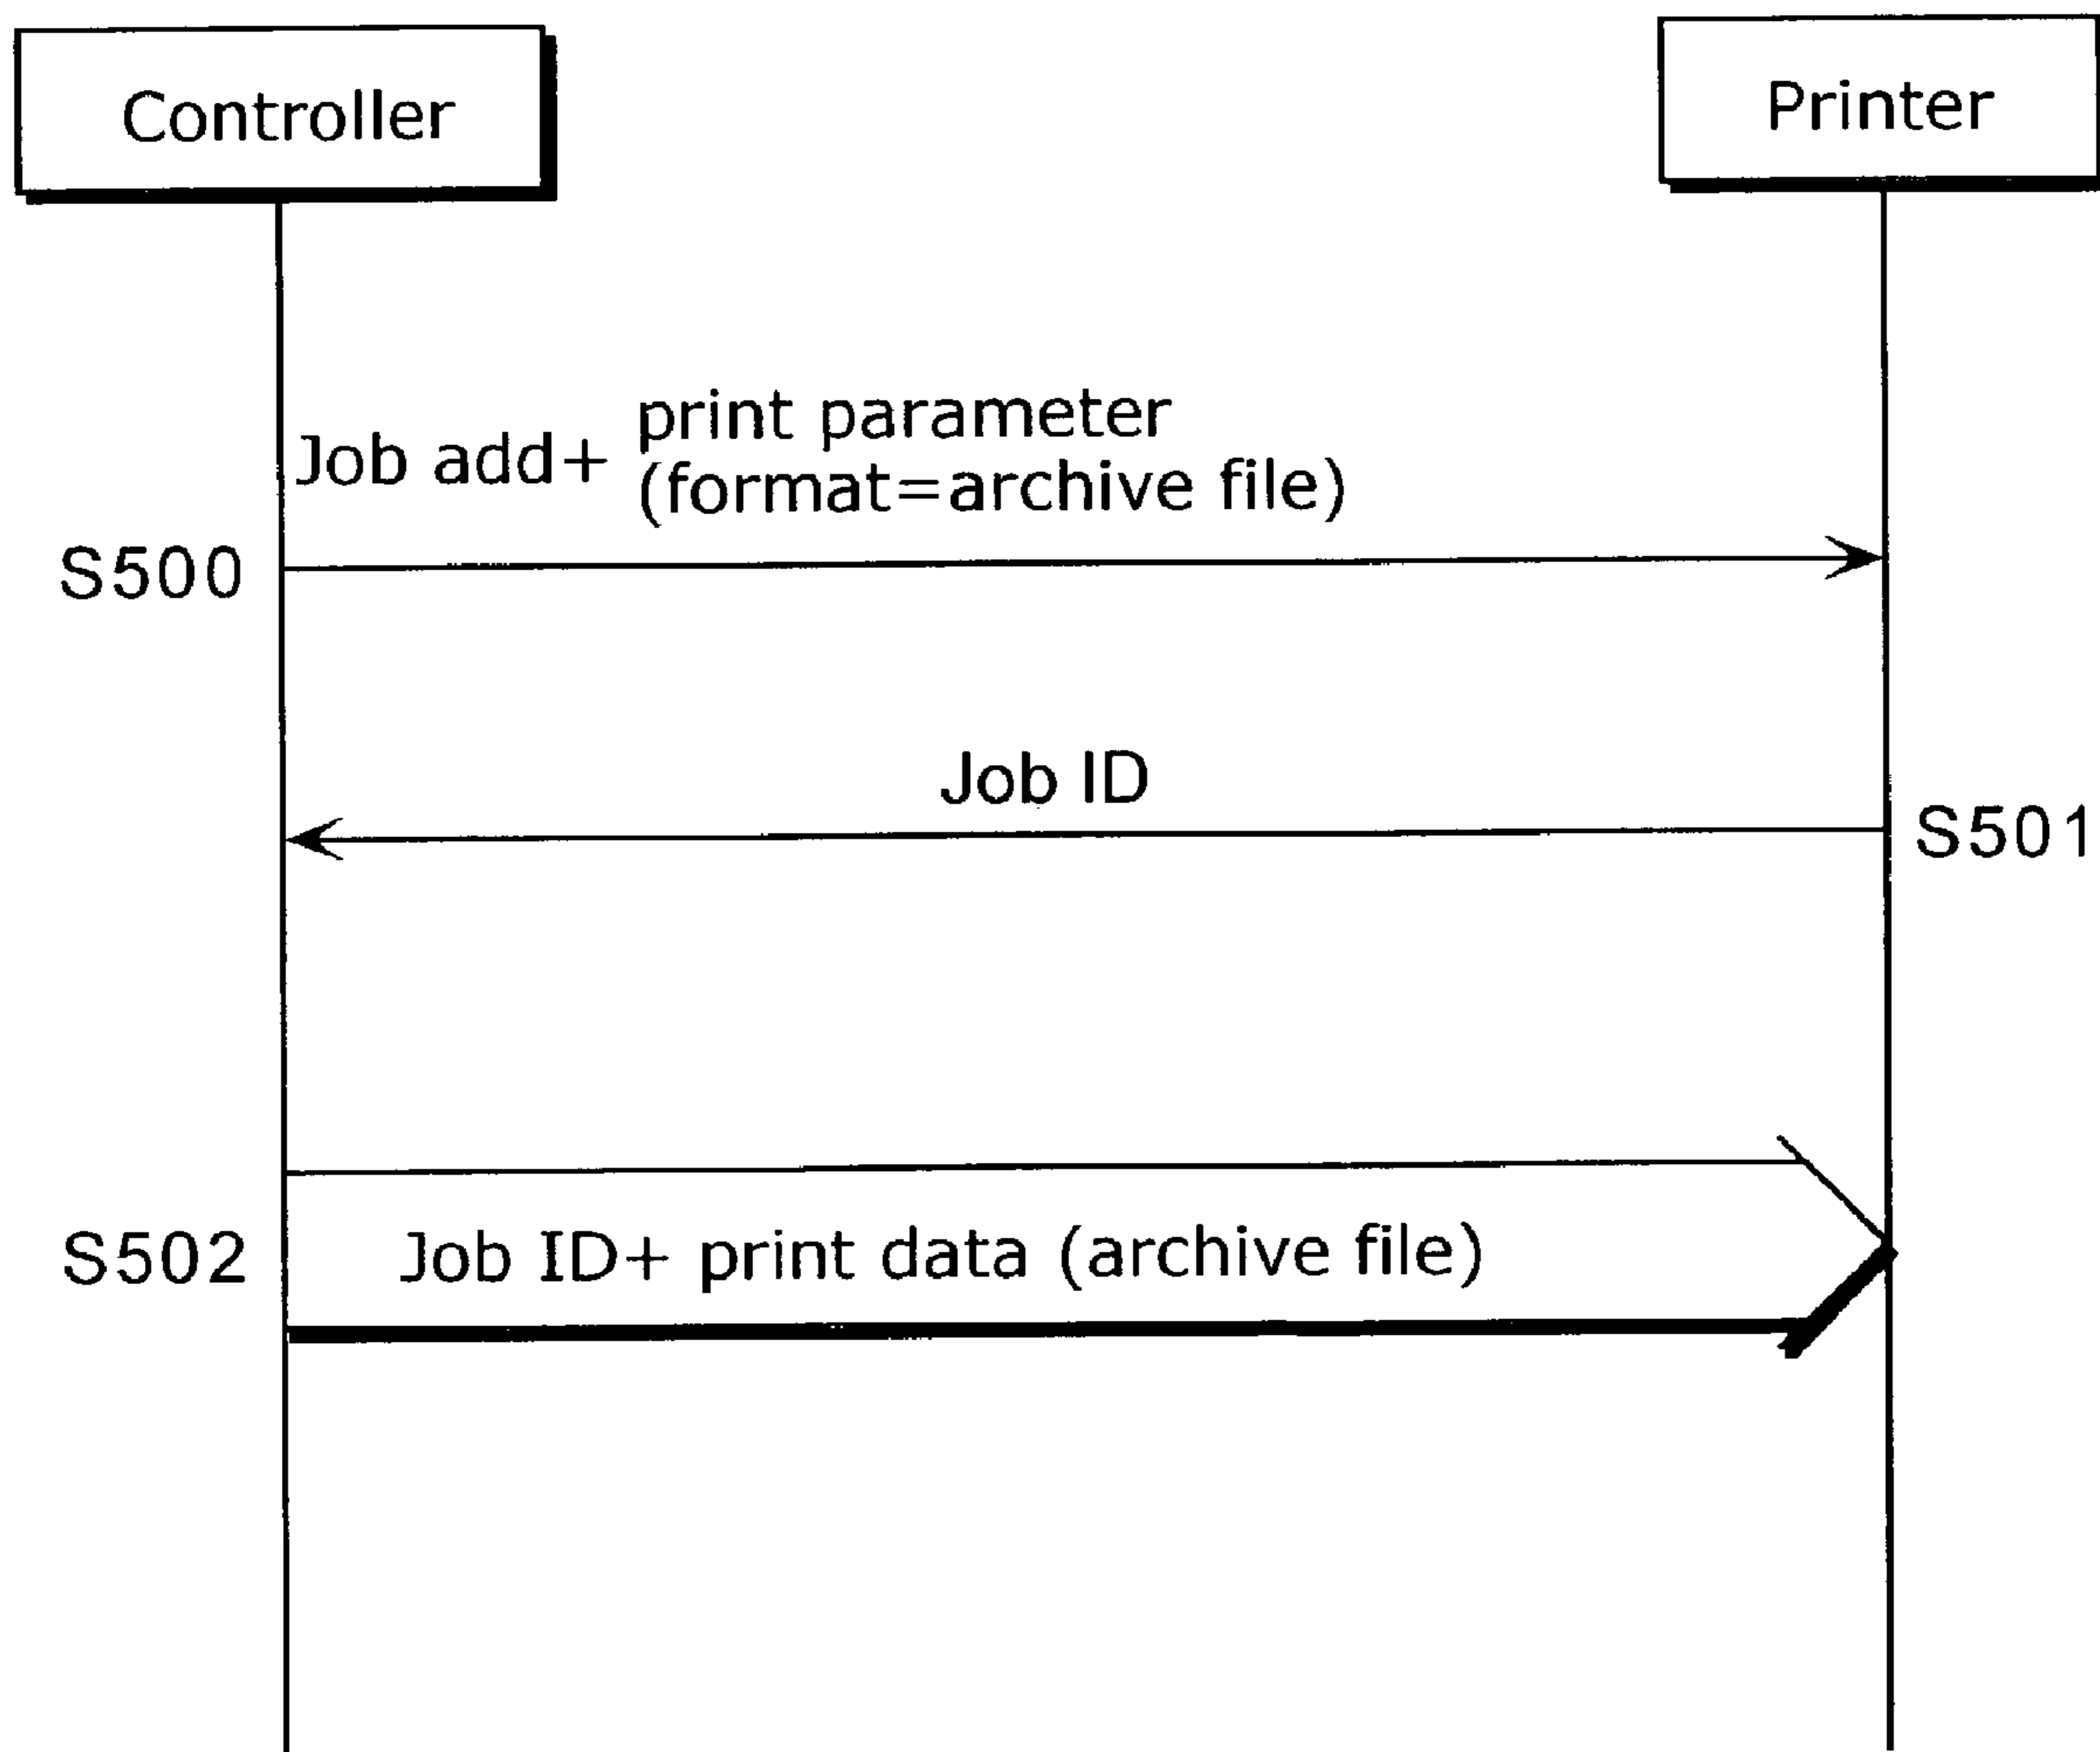 Controller
Printer
print parameter
Job add+
(format=archive file)
S500
Job ID
S501
S502
Job ID+ print data (archive file)